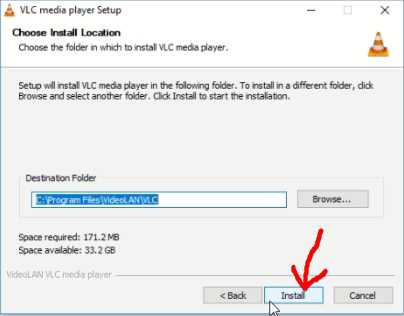 VLC media player Setup
Choose Install Location
Choose the folder in which to install VLC media player.
Setup will install VLC media player in the following folder. To install in a different folder, click
Browse and select another folder. Click Install to start the installation.
Destination Folder
C:\Program Files\VideoLAN\VLC
Browse...
Space required: 171.2 MB
Space available: 33.2 GB
VideoLAN VLC media player
< Back
Install
Cancel